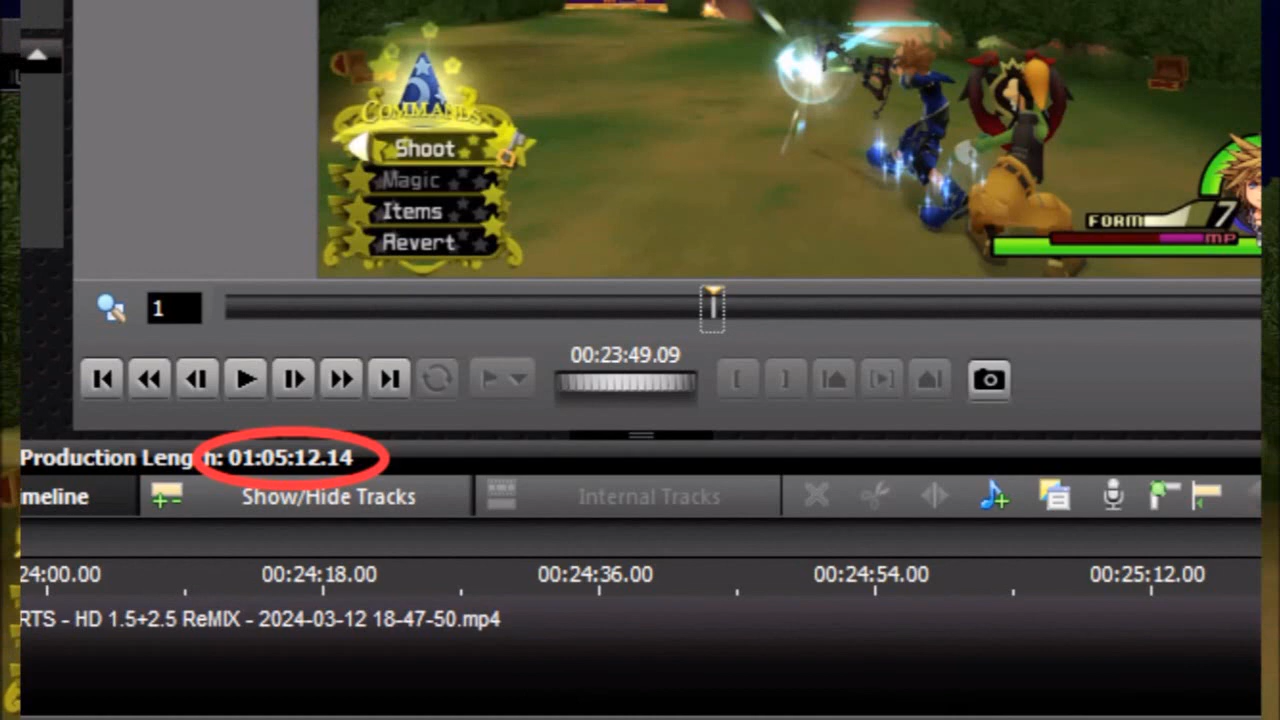 COMMANDS
Shoot
Magic
Items
Revert
FORM 7
MP
1
00:23:49.09
Production Length: 01:05:12.14
meline
Show/Hide Tracks
Internal Tracks
24:00.00
00:24:18.00
00:24:36.00
00:24:54.00
00:25:12.00
RTS - HD 1.5+2.5 ReMIX - 2024-03-12 18-47-50.mp4